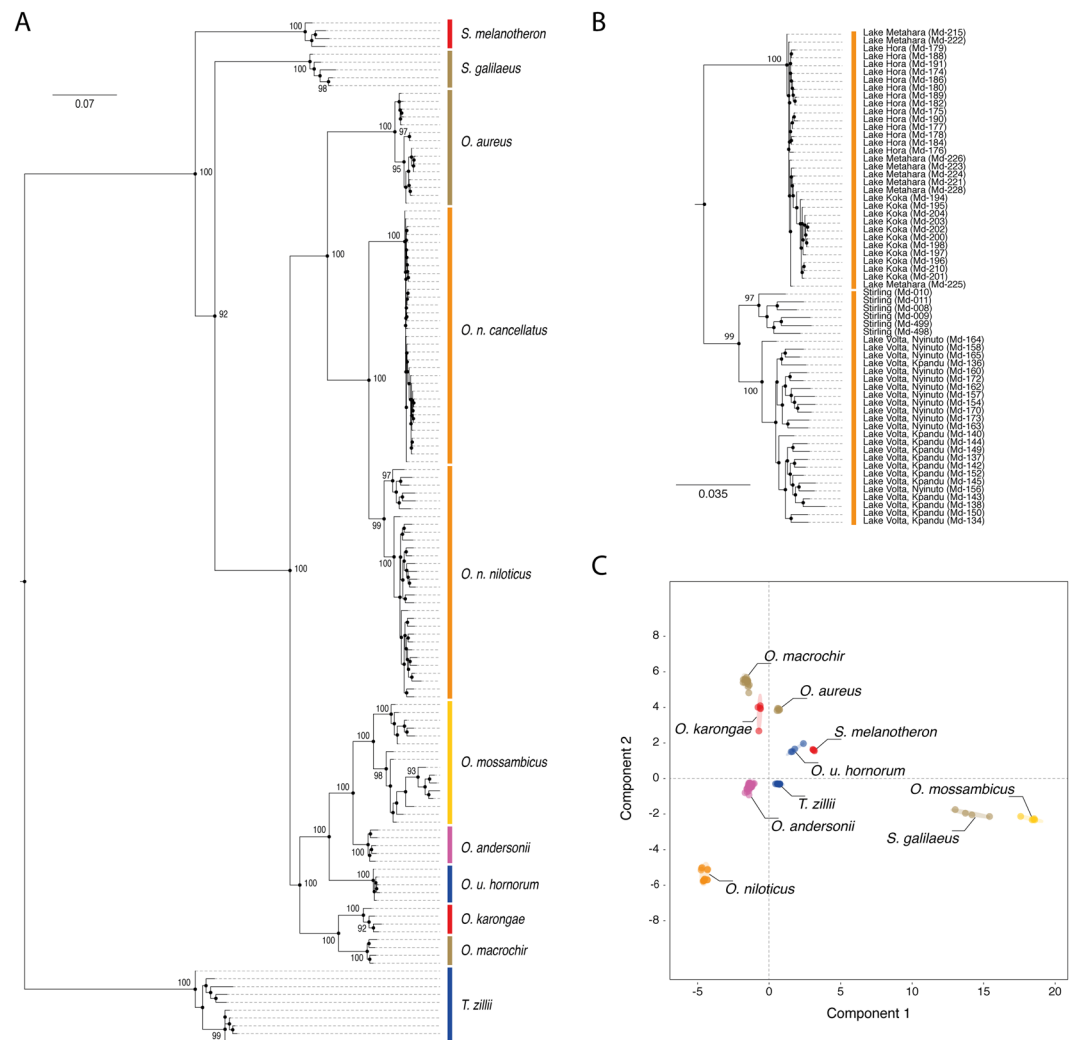 A
100
S. melanotheron
100
98
S. galilaeus
0.07
100
97
95
O. aureus
100
100
100
O. n. cancellatus
92
100
97
99
100
O. n. niloticus
100
100
100
98
93
O. mossambicus
100
100
O. andersonii
100
100
O. u. hornorum
100
100
92
O. karongae
100
100
O. macrochir
100
99
T. zillii
B
100
99
97
100
0.035
Lake Metahara (Md-215)
Lake Metahara (Md-222)
Lake Hora (Md-179)
Lake Hora (Md-188)
Lake Hora (Md-191)
Lake Hora (Md-174)
Lake Hora (Md-186)
Lake Hora (Md-180)
Lake Hora (Md-189)
Lake Hora (Md-182)
Lake Hora (Md-175)
Lake Hora (Md-190)
Lake Hora (Md-177)
Lake Hora (Md-178)
Lake Hora (Md-184)
Lake Hora (Md-176)
Lake Metahara (Md-226)
Lake Metahara (Md-223)
Lake Metahara (Md-224)
Lake Metahara (Md-221)
Lake Metahara (Md-228)
Lake Koka (Md-194)
Lake Koka (Md-195)
Lake Koka (Md-204)
Lake Koka (Md-203)
Lake Koka (Md-202)
Lake Koka (Md-200)
Lake Koka (Md-198)
Lake Koka (Md-197)
Lake Koka (Md-196)
Lake Koka (Md-210)
Lake Koka (Md-201)
Lake Metahara (Md-225)
Stirling (Md-010)
Stirling (Md-011)
Stirling (Md-008)
Stirling (Md-009)
Stirling (Md-499)
Stirling (Md-498)
Lake Volta, Nyinuto (Md-164)
Lake Volta, Nyinuto (Md-158)
Lake Volta, Nyinuto (Md-165)
Lake Volta, Kpandu (Md-136)
Lake Volta, Nyinuto (Md-160)
Lake Volta, Nyinuto (Md-172)
Lake Volta, Nyinuto (Md-162)
Lake Volta, Nyinuto (Md-157)
Lake Volta, Nyinuto (Md-154)
Lake Volta, Nyinuto (Md-170)
Lake Volta, Nyinuto (Md-173)
Lake Volta, Nyinuto (Md-163)
Lake Volta, Kpandu (Md-140)
Lake Volta, Kpandu (Md-144)
Lake Volta, Kpandu (Md-149)
Lake Volta, Kpandu (Md-137)
Lake Volta, Kpandu (Md-142)
Lake Volta, Kpandu (Md-152)
Lake Volta, Kpandu (Md-145)
Lake Volta, Nyinuto (Md-156)
Lake Volta, Kpandu (Md-143)
Lake Volta, Kpandu (Md-138)
Lake Volta, Kpandu (Md-150)
Lake Volta, Kpandu (Md-134)
C
Component 2
8
6
4
2
0
-2
-4
-6
-8
O. macrochir
O. aureus
O. karongae
S. melanotheron
O. u. hornorum
O. mossambicus
T. zillii
O. andersonii
S. galilaeus
O. niloticus
-5
0
5
10
15
20
Component 1